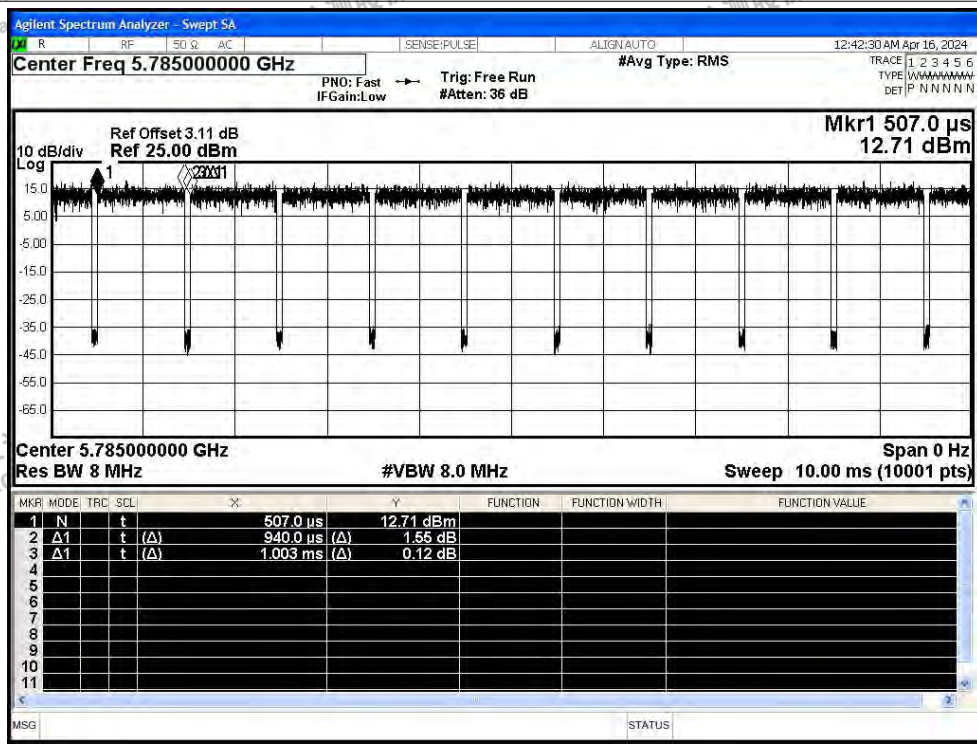 Agilent Spectrum Analyzer - Swept SA
R RF 50 Ω AC SENSE:PULSE ALIGN AUTO 12:42:30 AM Apr 16, 2024
Center Freq 5.785000000 GHz #Avg Type: RMS TRACE 1 2 3 4 5 6
PNO: Fast Trig: Free Run TYPE WWWWWW
IFGain:Low #Atten: 36 dB DET P N N N N N
Mkr1 507.0 µs
Ref Offset 3.11 dB
10 dB/div Ref 25.00 dBm 12.71 dBm
Log
1
15.0
5.00
-5.00
-15.0
-25.0
-35.0
-45.0
-55.0
-65.0
Center 5.785000000 GHz Span 0 Hz
Res BW 8 MHz #VBW 8.0 MHz Sweep 10.00 ms (10001 pts)
MKR MODE TRC SCL X Y FUNCTION FUNCTION WIDTH FUNCTION VALUE
1 N t 507.0 µs 12.71 dBm
2 Δ1 t (Δ) 940.0 µs (Δ) 1.55 dB
3 Δ1 t (Δ) 1.003 ms (Δ) 0.12 dB
4
5
6
7
8
9
10
11
MSG STATUS